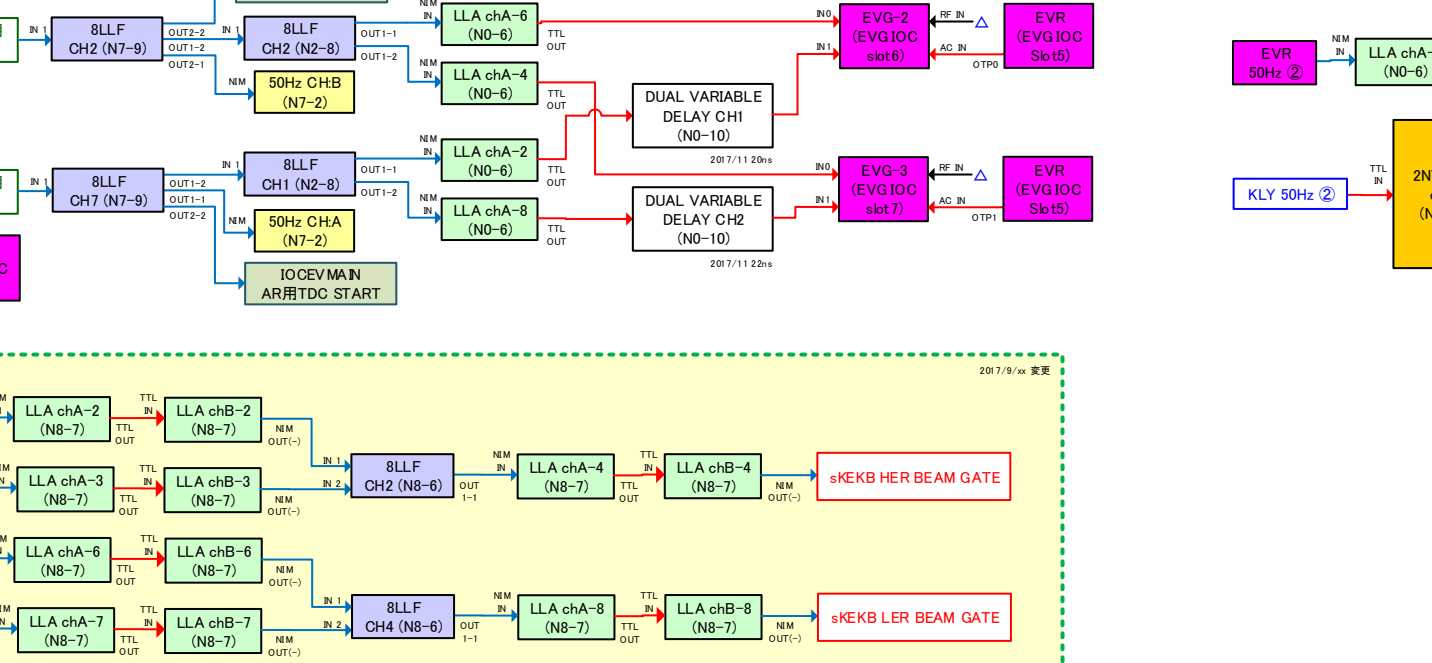 IN 1
8LLF
CH2 (N7-9)
OUT2-2
OUT1-2
OUT2-1
IN 1
8LLF
CH2 (N2-8)
OUT1-1
OUT1-2
NIM
50Hz CH:B
(N7-2)
NIM
IN
LLA chA-6
(N0-6)
TTL
OUT
NIM
IN
LLA chA-4
(N0-6)
TTL
OUT
DUAL VARIABLE
DELAY CH1
(N0-10)
2017/11 20ns
IN0
IN1
EVG-2
(EVG IOC
slot6)
RF IN
AC IN
OTP0
EVR
(EVG IOC
Slot5)
EVR
50Hz ②
NIM
IN
LLA chA-
(N0-6)
IN 1
8LLF
CH7 (N7-9)
OUT1-2
OUT1-1
OUT2-2
IN 1
8LLF
CH1 (N2-8)
OUT1-1
OUT1-2
NIM
50Hz CH:A
(N7-2)
IOCEVMAIN
AR用TDC START
NIM
IN
LLA chA-2
(N0-6)
TTL
OUT
NIM
IN
LLA chA-8
(N0-6)
TTL
OUT
DUAL VARIABLE
DELAY CH2
(N0-10)
2017/11 22ns
IN0
IN1
EVG-3
(EVG IOC
slot7)
RF IN
AC IN
OTP1
EVR
(EVG IOC
Slot5)
KLY 50Hz ②
TTL
IN
2N
(N
C
2017/9/xx 変更
LLA chA-2
(N8-7)
TTL
OUT
TTL
IN
LLA chB-2
(N8-7)
NIM
OUT(-)
LLA chA-3
(N8-7)
TTL
OUT
TTL
IN
LLA chB-3
(N8-7)
NIM
OUT(-)
IN 1
IN 2
8LLF
CH2 (N8-6)
OUT
1-1
NIM
IN
LLA chA-4
(N8-7)
TTL
OUT
TTL
IN
LLA chB-4
(N8-7)
NIM
OUT(-)
sKEKB HER BEAM GATE
LLA chA-6
(N8-7)
TTL
OUT
TTL
IN
LLA chB-6
(N8-7)
NIM
OUT(-)
LLA chA-7
(N8-7)
TTL
OUT
TTL
IN
LLA chB-7
(N8-7)
NIM
OUT(-)
IN 1
IN 2
8LLF
CH4 (N8-6)
OUT
1-1
NIM
IN
LLA chA-8
(N8-7)
TTL
OUT
TTL
IN
LLA chB-8
(N8-7)
NIM
OUT(-)
sKEKB LER BEAM GATE